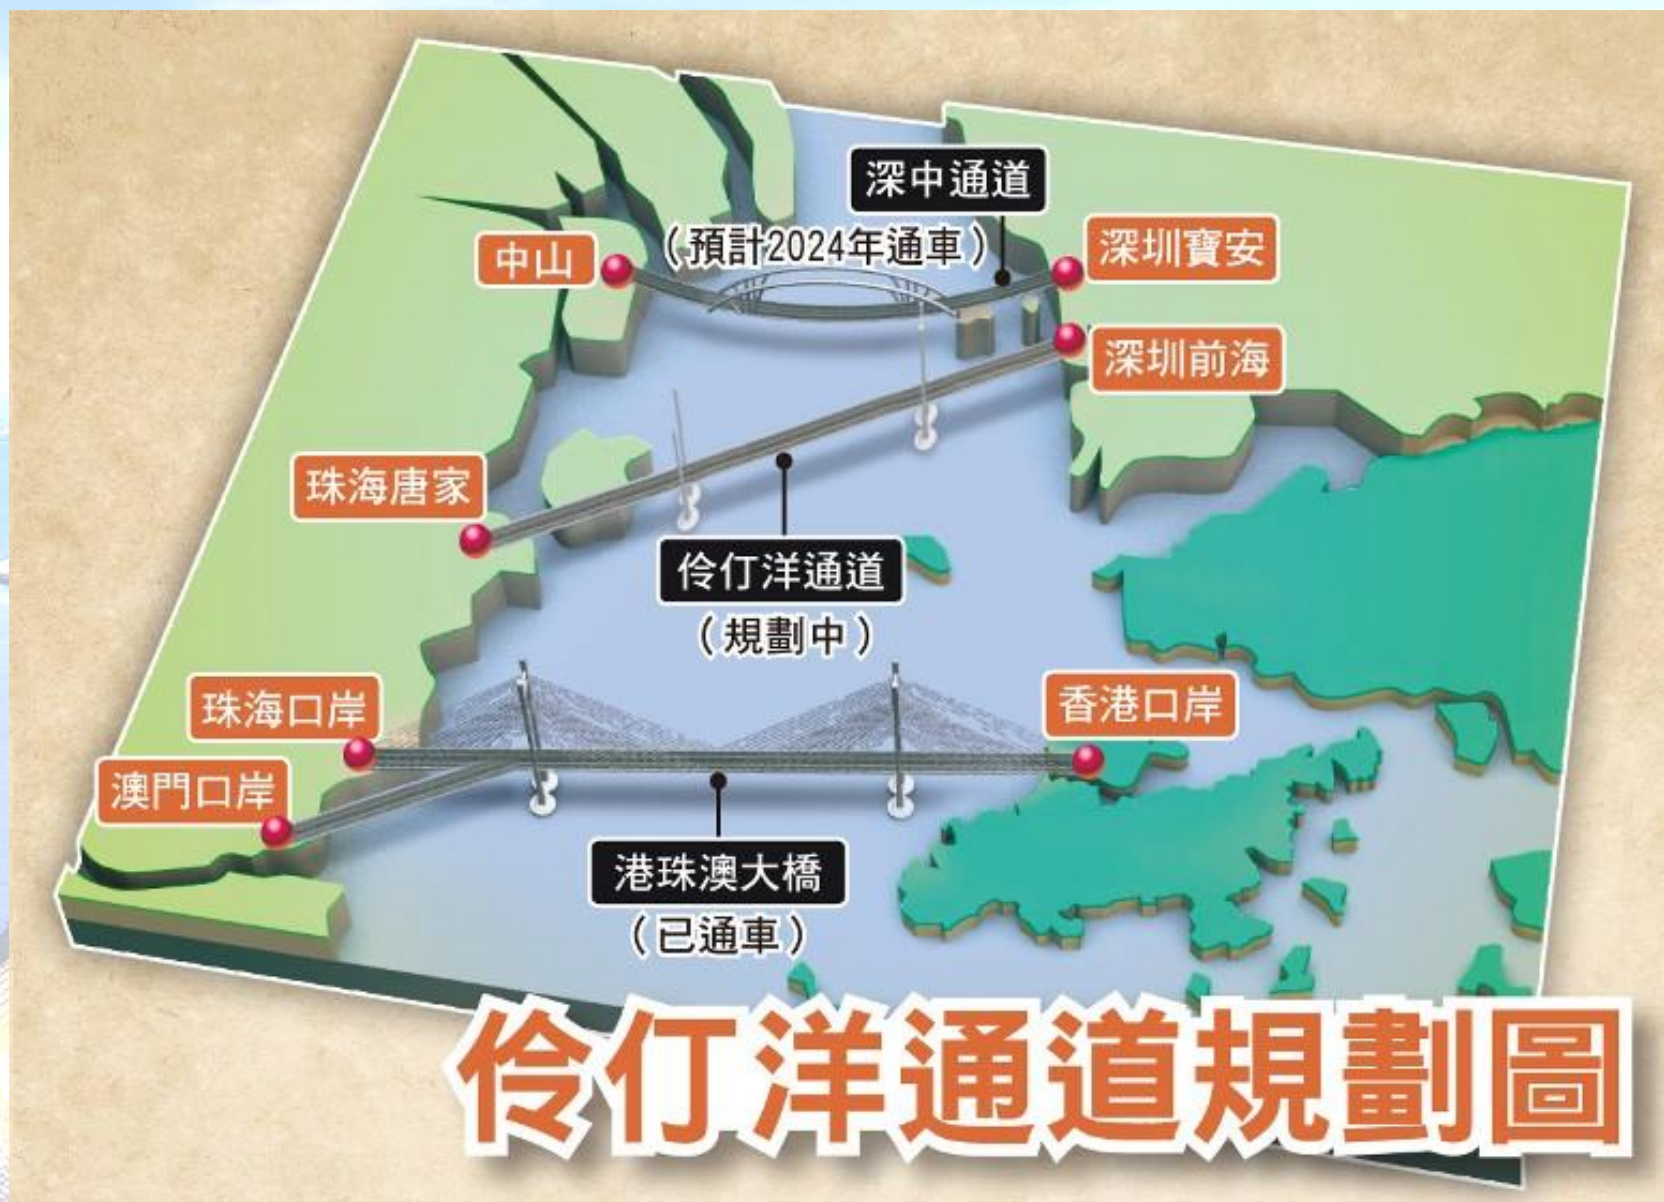 深中通道
（預計2024年通車）
中山
深圳寶安
深圳前海
珠海唐家
伶仃洋通道
（規劃中）
珠海口岸
香港口岸
澳門口岸
港珠澳大橋
（已通車）
伶仃洋通道規劃圖